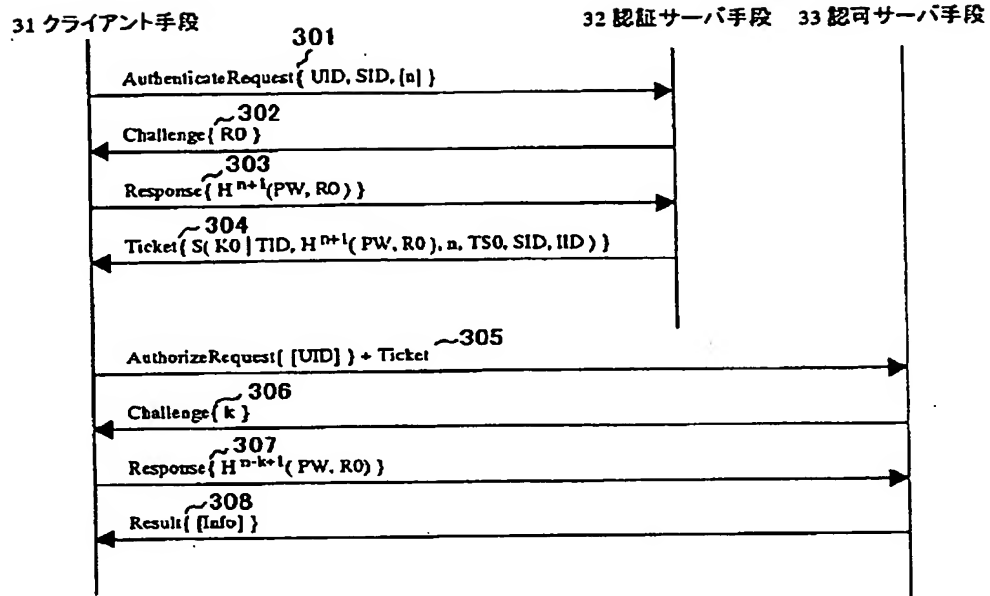 31 クライアント手段
32 認証サーバ手段
33 認可サーバ手段
301
AuthenticateRequest{ UID, SID, [n] }
302
Challenge{ R0 }
303
Response{ H^n+1(PW, R0) }
304
Ticket{ S( K0 | TID, H^n+1( PW, R0 ), n, TS0, SID, IID ) }
305
AuthorizeRequest{ [UID] } + Ticket
306
Challenge{ k }
307
Response{ H^n-k+1( PW, R0) }
308
Result{ [Info] }